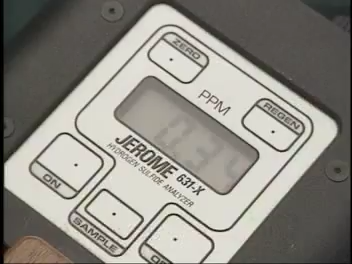 ZERO
PPM
REGEN
JEROME 631-X
HYDROGEN SULFIDE ANALYZER
ON
SAMPLE